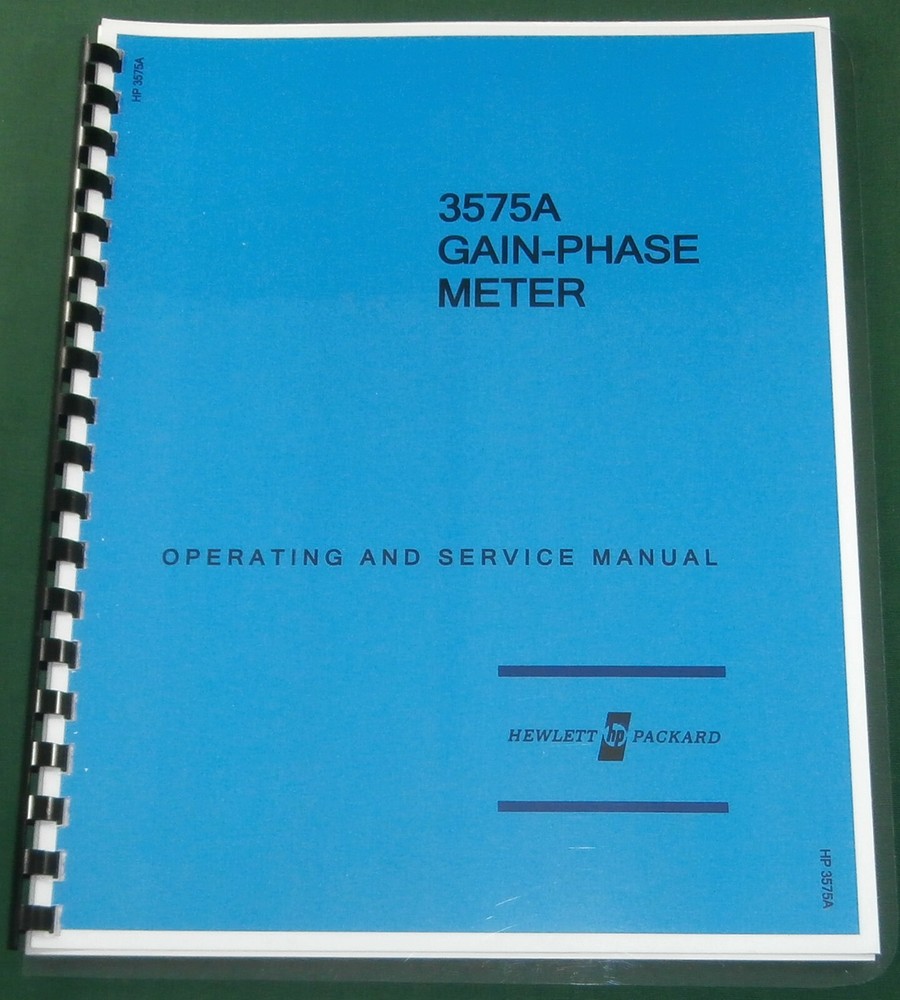 HP 3575A
3575A
GAIN-PHASE
METER
OPERATING AND SERVICE MANUAL
HEWLETT hp PACKARD
HP 3575A